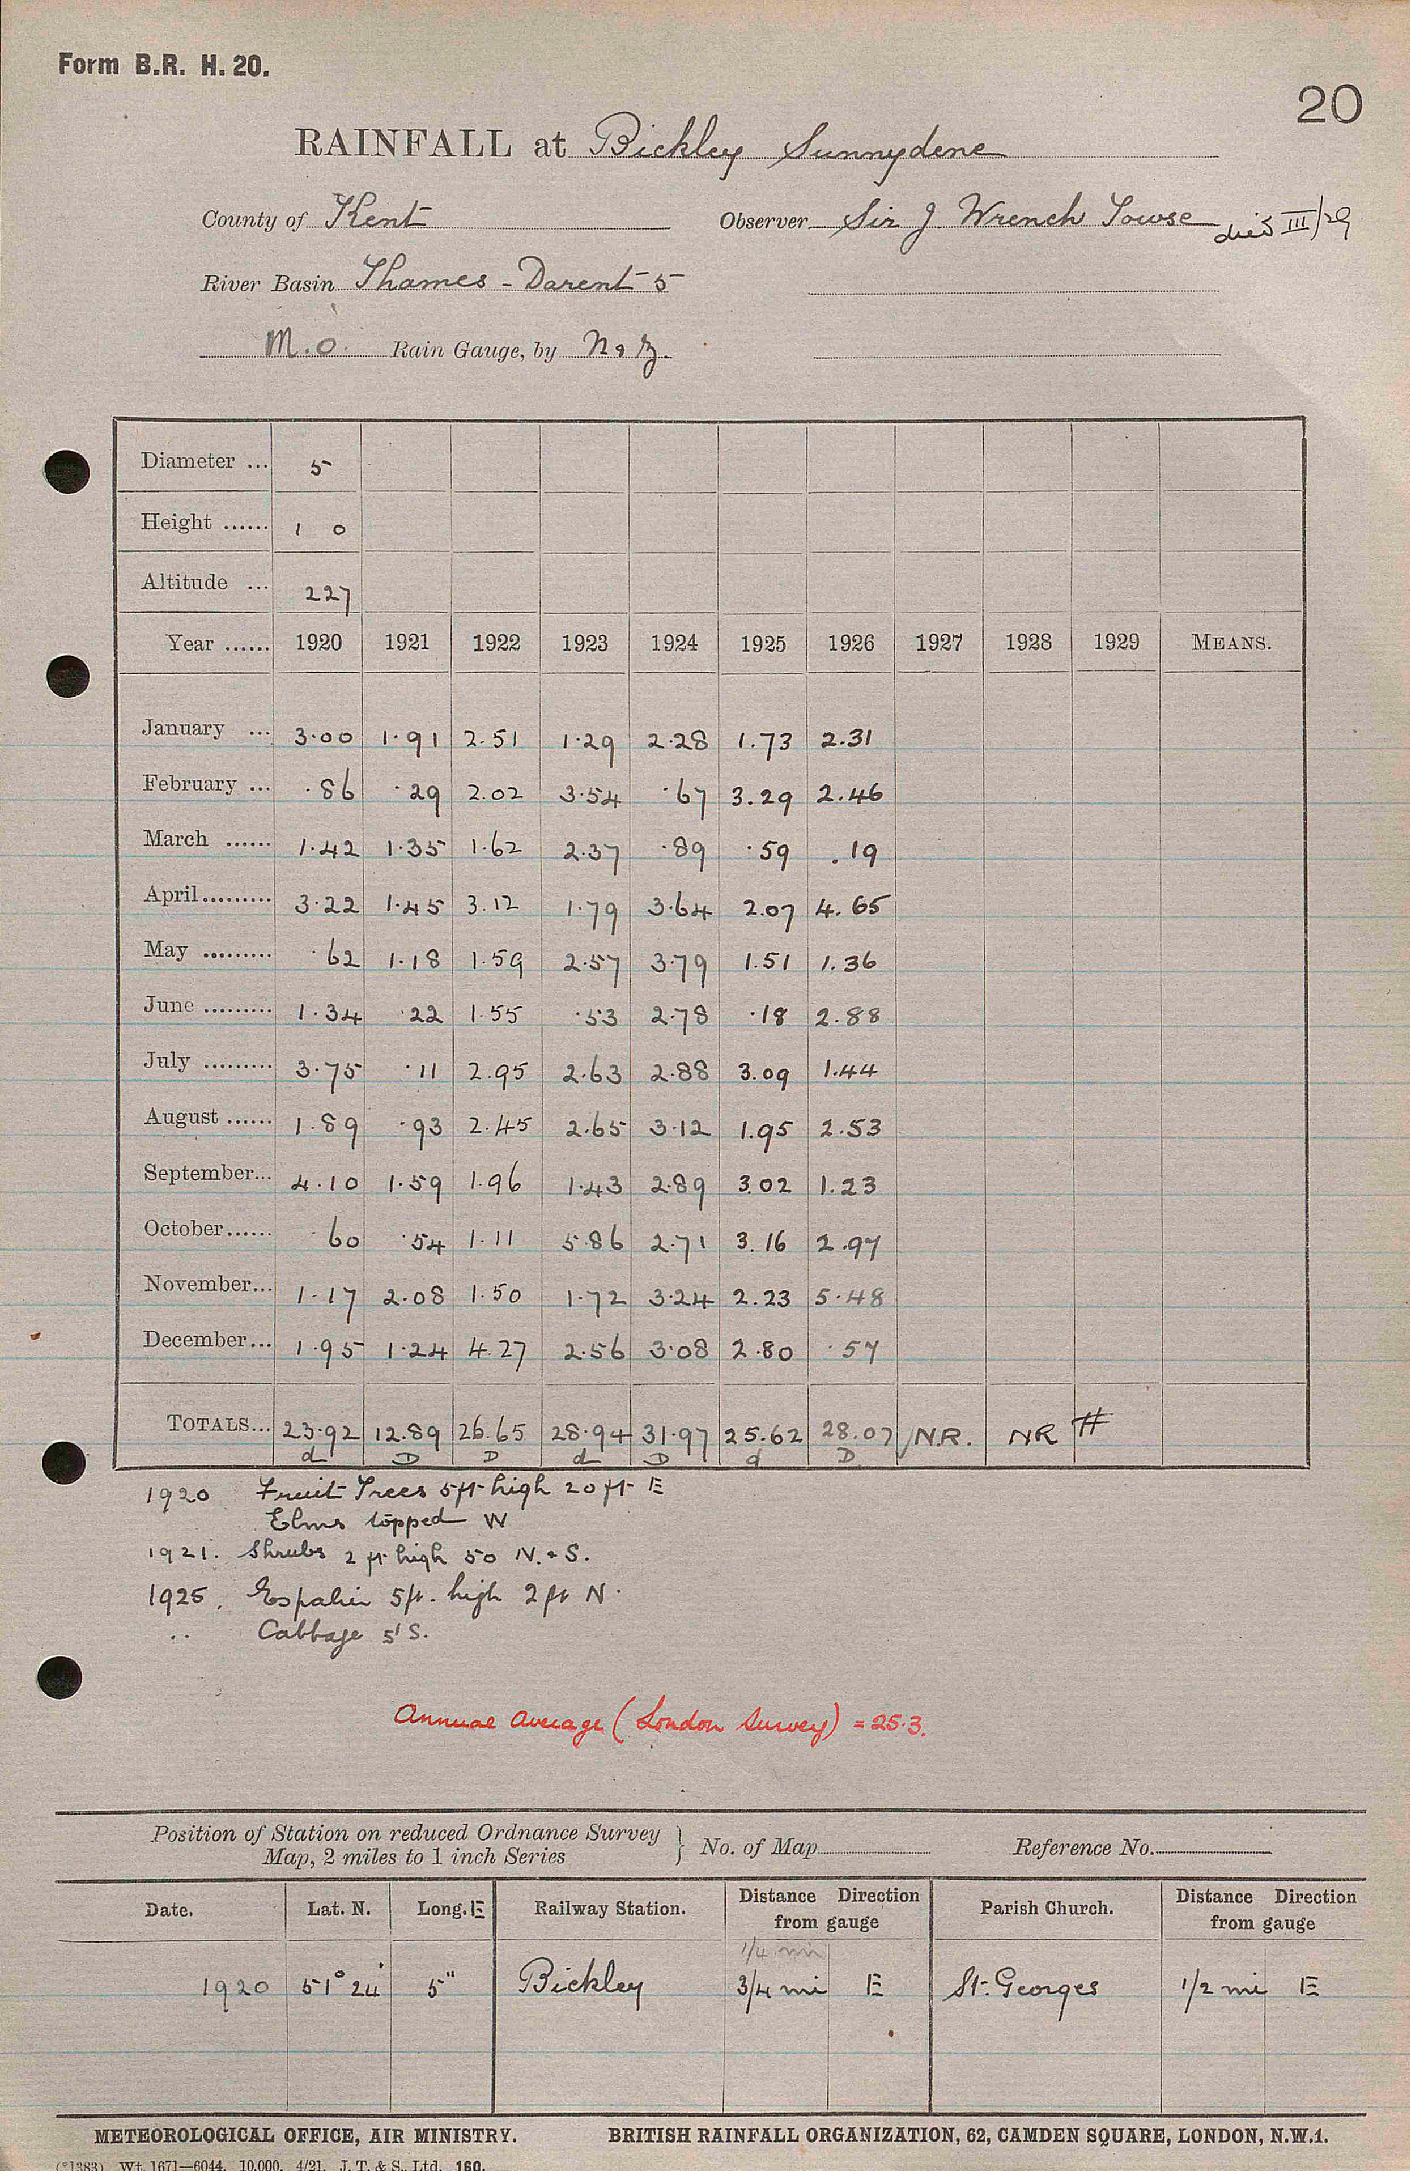 Form B.R. H. 20.
20
RAINFALL at Bickley Sunnydene
County of Kent Observer Sir J Wrench Towse died III/29
River Basin Thames - Darent 5
M.O. Rain Gauge, by N & Z.
Diameter ... 5
Height ...... 1 0
Altitude ... 227
Year ...... 1920 1921 1922 1923 1924 1925 1926 1927 1928 1929 MEANS.
January ... 3.00 1.91 2.51 1.29 2.28 1.73 2.31
February ... .86 .29 2.02 3.54 .67 3.29 2.46
March ...... 1.42 1.35 1.62 2.37 .89 .59 .19
April ......... 3.22 1.45 3.12 1.79 3.64 2.07 4.65
May ......... .62 1.18 1.59 2.57 3.79 1.51 1.36
June ......... 1.34 .22 1.55 .53 2.78 .18 2.88
July ......... 3.75 .11 2.95 2.63 2.88 3.09 1.44
August ...... 1.89 .93 2.45 2.65 3.12 1.95 2.53
September... 4.10 1.59 1.96 1.43 2.89 3.02 1.23
October...... .60 .54 1.11 5.86 2.71 3.16 2.97
November... 1.17 2.08 1.50 1.72 3.24 2.23 5.48
December... 1.95 1.24 4.27 2.56 3.08 2.80 .57
TOTALS... 23.92 12.89 26.65 28.94 31.97 25.62 28.07 N.R. NR #
d D D d D d D
1920 Fruit Trees 5ft high 20 ft E
Elms topped W
1921. Shrubs 2 ft high 50 N. & S.
1925. Espalier 5ft. high 2 ft N.
.. Cabbage 5' S.
Annual Average (London Survey) = 25.3.
Position of Station on reduced Ordnance Survey
Map, 2 miles to 1 inch Series } No. of Map Reference No.
Date. Lat. N. Long. E Railway Station. Distance Direction from gauge Parish Church. Distance Direction from gauge
1/4 mi
1920 51° 24' 5" Bickley 3/4 mi E St. Georges 1/2 mi E
METEOROLOGICAL OFFICE, AIR MINISTRY. BRITISH RAINFALL ORGANIZATION, 62, CAMDEN SQUARE, LONDON, N.W.1.
(*1383) Wt. 1671—6044. 10,000. 4/21. J. T. & S., Ltd. 160.